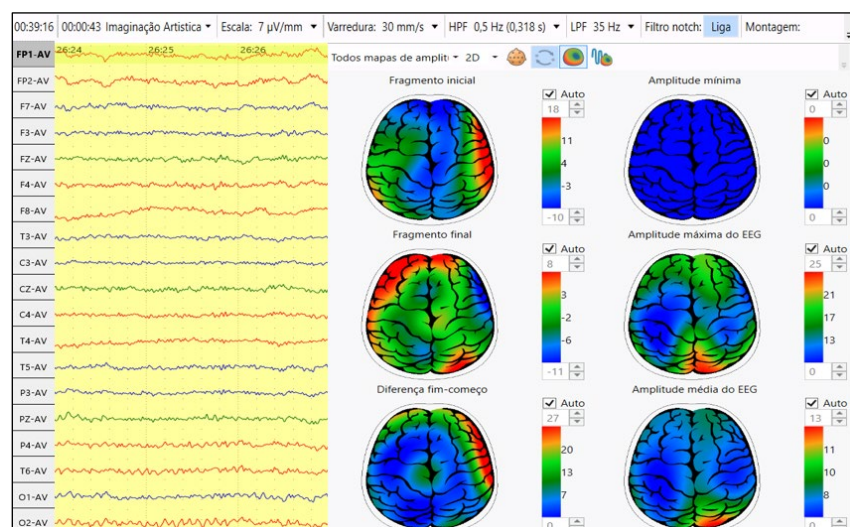 00:39:16 00:00:43 Imaginação Artistica Escala: 7 µV/mm Varredura: 30 mm/s HPF 0,5 Hz (0,318 s) LPF 35 Hz Filtro notch: Liga Montagem:
FP1-AV 26:24 26:25 26:26
FP2-AV
F7-AV
F3-AV
FZ-AV
F4-AV
F8-AV
T3-AV
C3-AV
CZ-AV
C4-AV
T4-AV
T5-AV
P3-AV
PZ-AV
P4-AV
T6-AV
O1-AV
O2-AV
Todos mapas de amplit 2D
Fragmento inicial
Auto
18
11
4
-3
-10
Amplitude mínima
Auto
0
0
0
0
0
Fragmento final
Auto
8
3
-2
-6
-11
Amplitude máxima do EEG
Auto
25
21
17
13
0
Diferença fim-começo
Auto
27
20
13
7
0
Amplitude média do EEG
Auto
13
11
10
8
0